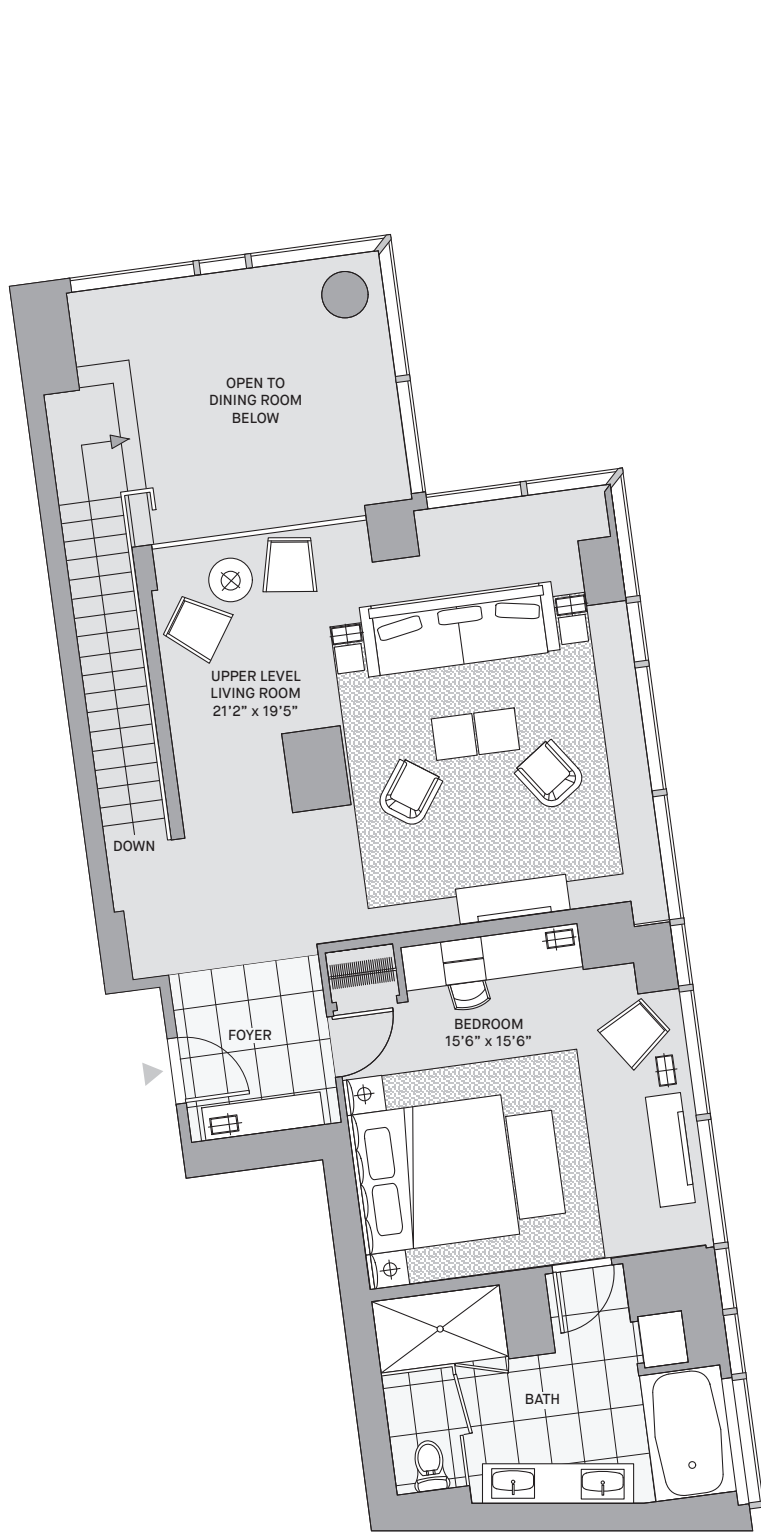 OPEN TO
DINING ROOM
BELOW
UPPER LEVEL
LIVING ROOM
21’2” x 19’5”
DOWN
FOYER
BEDROOM
15’6” x 15’6”
BATH